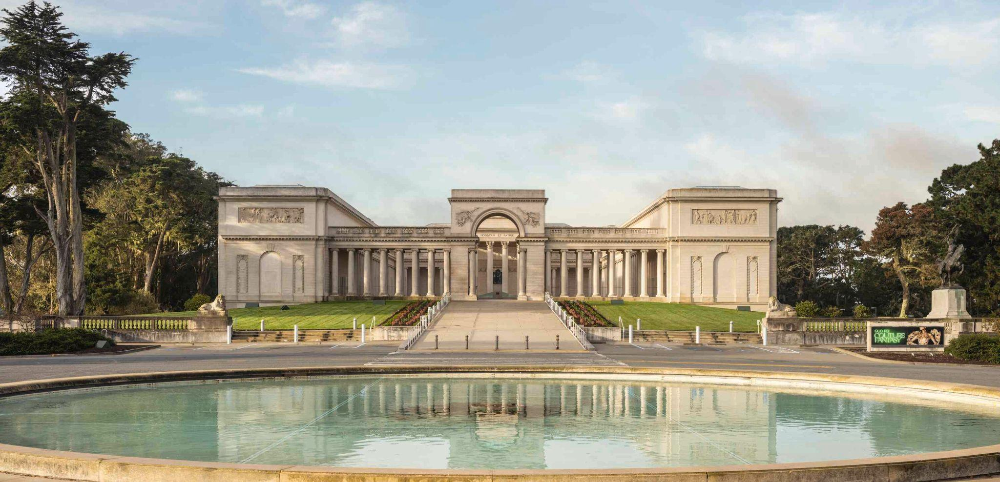 HONNEUR ET PATRIE
GUO PEI
COUTURE
FANTASY